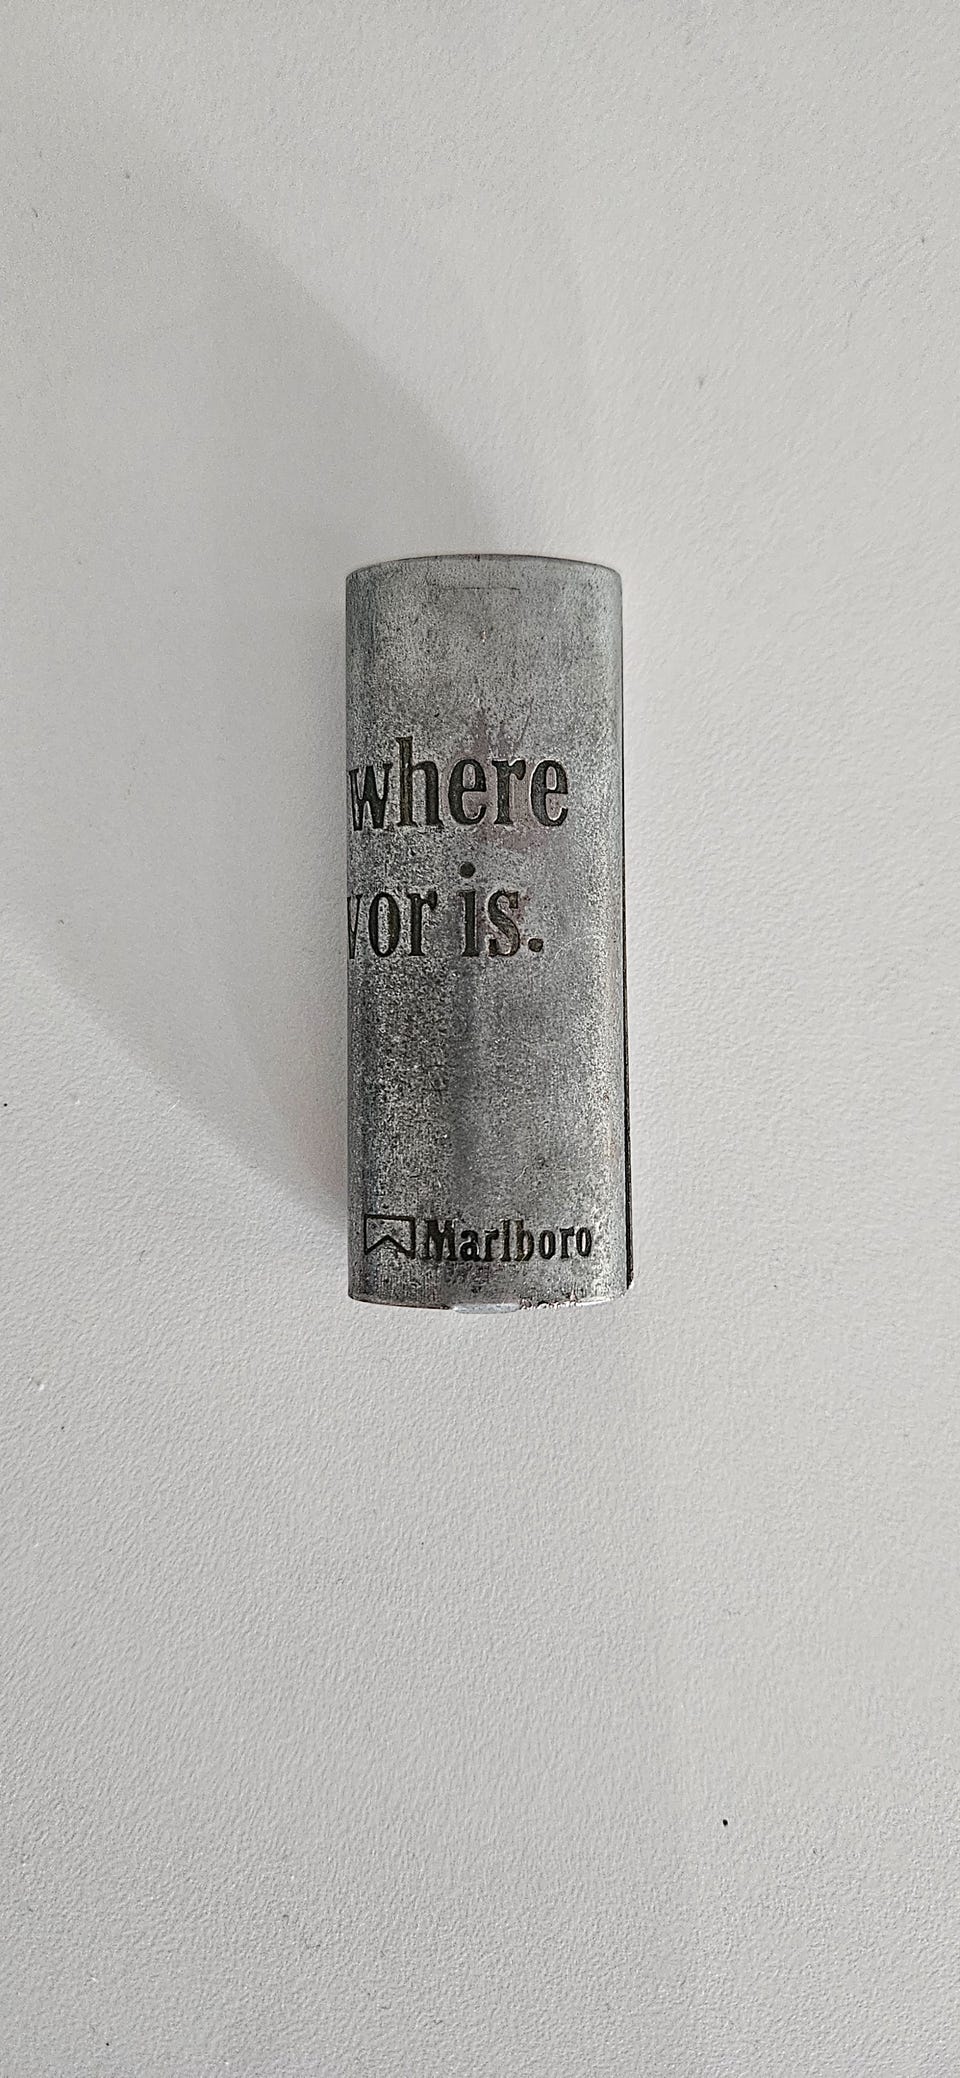 where
vor is.
Marlboro